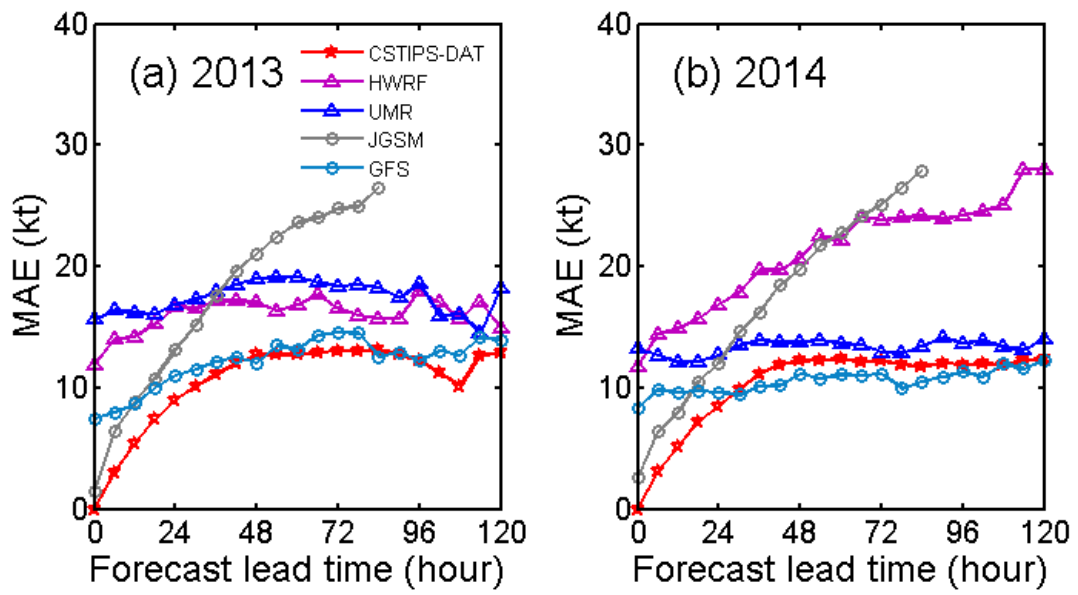 40
30
20
10
0
MAE (kt)
(a) 2013
CSTIPS-DAT
HWRF
UMR
JGSM
GFS
0 24 48 72 96 120
Forecast lead time (hour)
40
30
20
10
0
MAE (kt)
(b) 2014
0 24 48 72 96 120
Forecast lead time (hour)